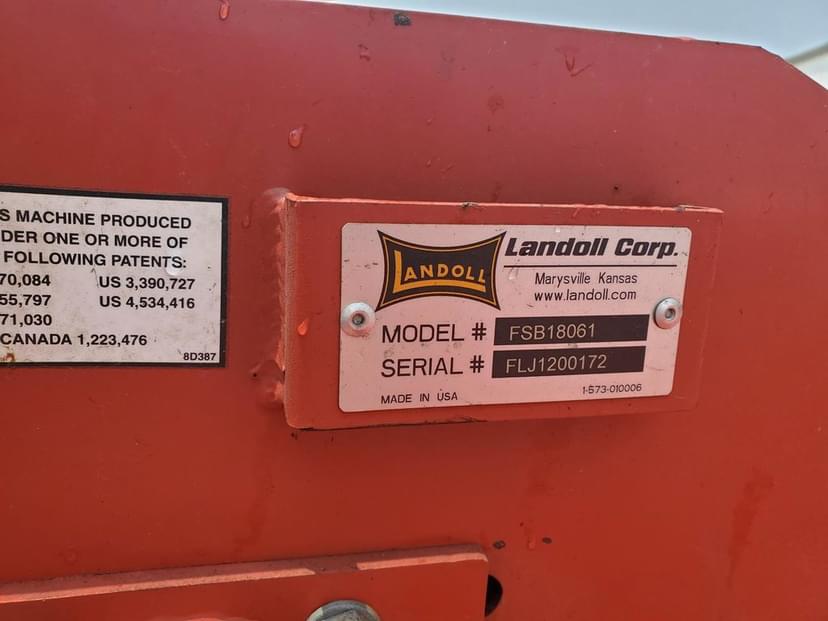 S MACHINE PRODUCED
DER ONE OR MORE OF
FOLLOWING PATENTS:
70,084 US 3,390,727
55,797 US 4,534,416
71,030
CANADA 1,223,476
8D387
LANDOLL
Landoll Corp.
Marysville Kansas
www.landoll.com
MODEL # FSB18061
SERIAL # FLJ1200172
MADE IN USA
1-573-010006